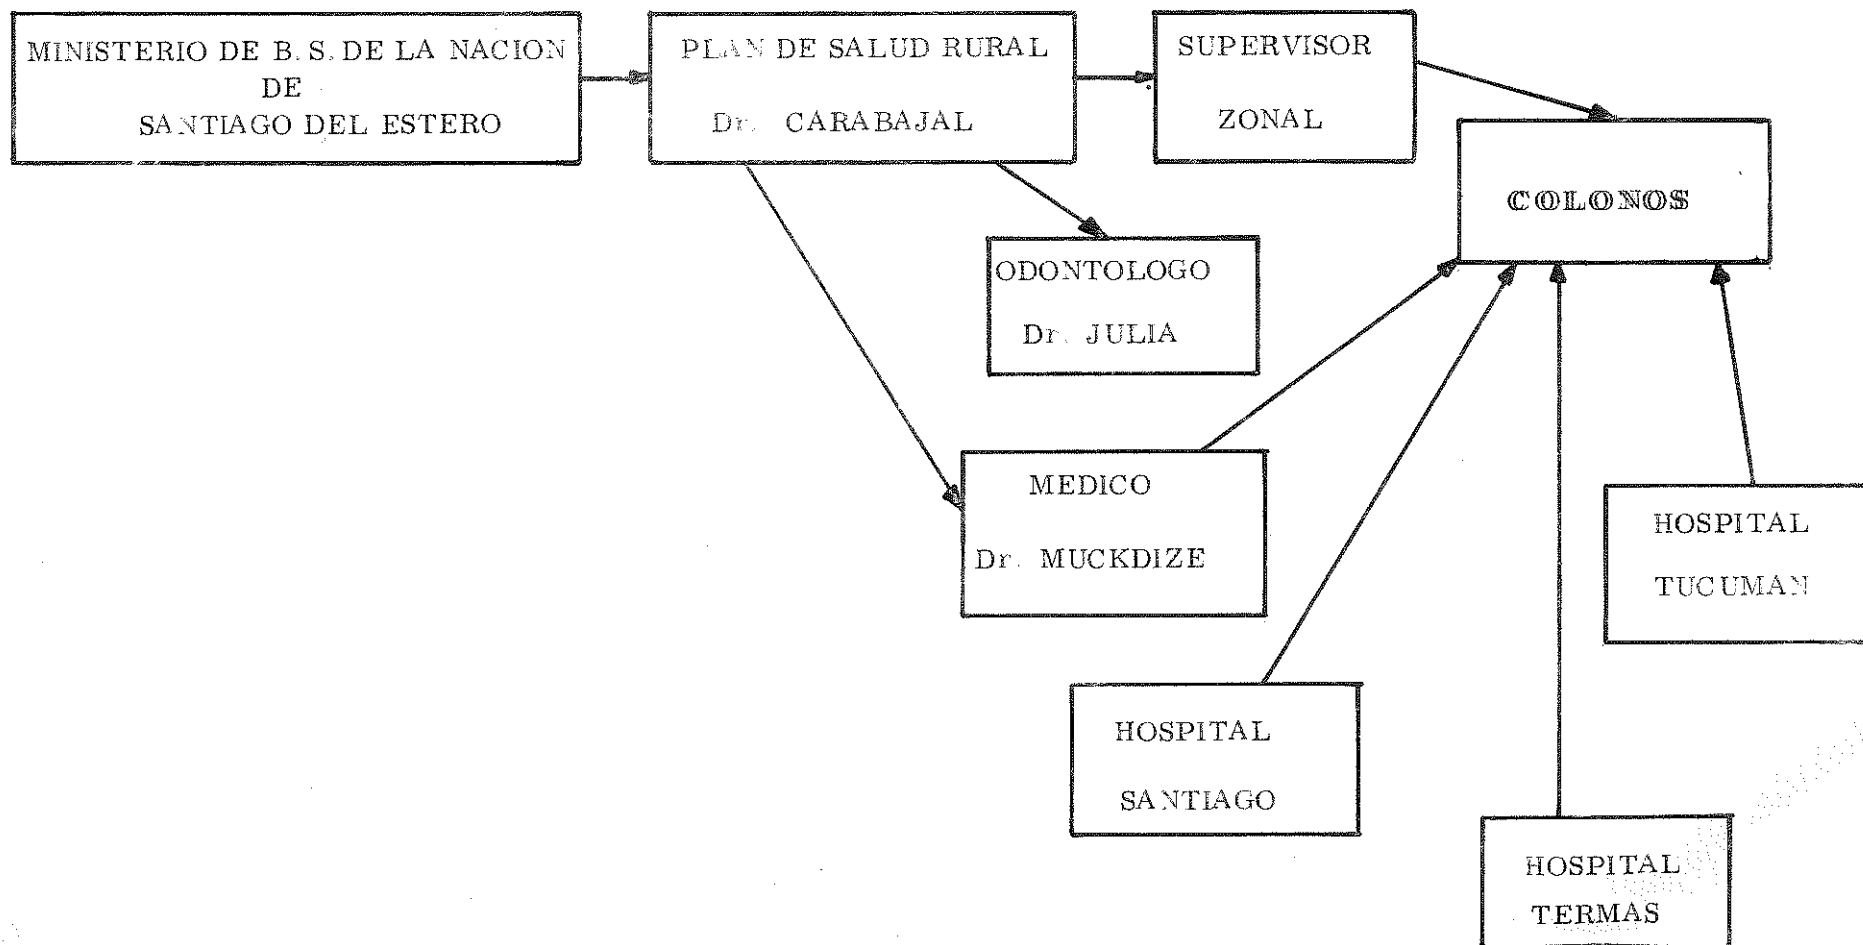 MINISTERIO DE B. S. DE LA NACION
DE
SANTIAGO DEL ESTERO
PLAN DE SALUD RURAL
Dr. CARABAJAL
SUPERVISOR
ZONAL
COLONOS
ODONTOLOGO
Dr. JULIA
MEDICO
Dr. MUCKDIZE
HOSPITAL
TUCUMAN
HOSPITAL
SANTIAGO
HOSPITAL
TERMAS